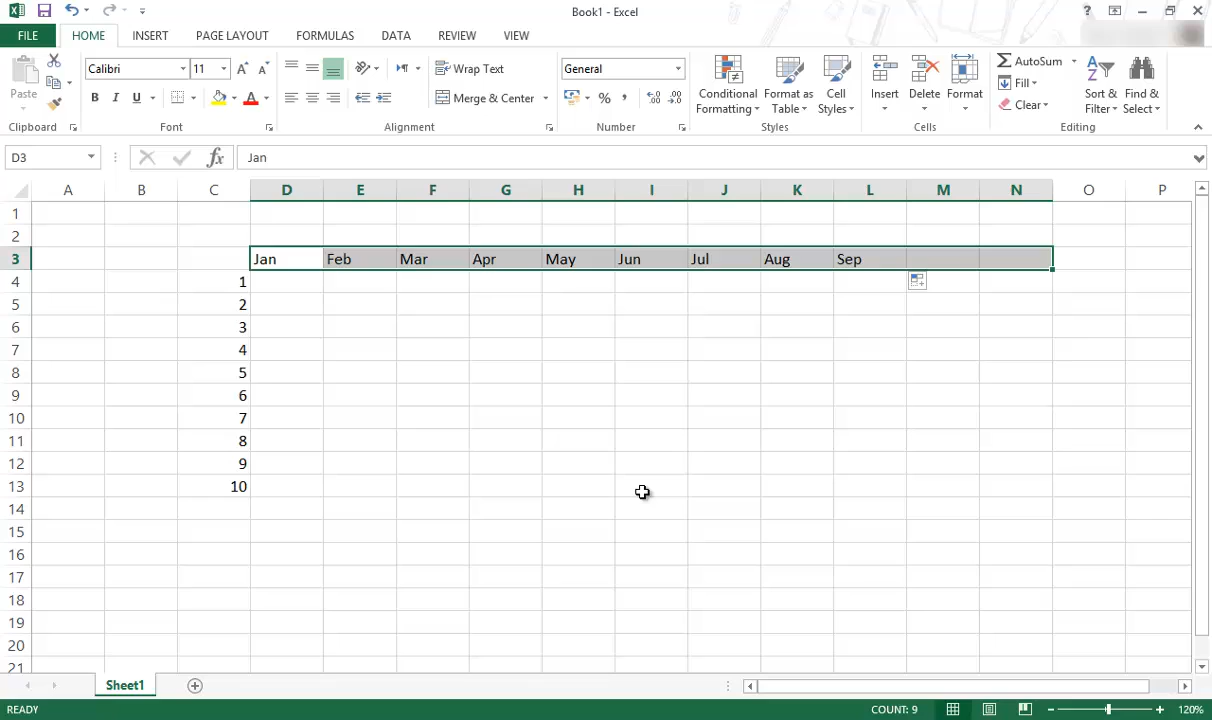 Book1 - Excel
?
FILE HOME INSERT PAGE LAYOUT FORMULAS DATA REVIEW VIEW
Paste
Calibri 11 A A
B I U A
Wrap Text
Merge & Center
General
% , .00 .0
Conditional Formatting
Format as Table
Cell Styles
Insert Delete Format
AutoSum
Fill
Clear
Sort & Filter
Find & Select
Clipboard Font Alignment Number Styles Cells Editing
D3 fx Jan
A B C D E F G H I J K L M N O P
1
2
3 Jan Feb Mar Apr May Jun Jul Aug Sep
4 1
5 2
6 3
7 4
8 5
9 6
10 7
11 8
12 9
13 10
14
15
16
17
18
19
20
21
Sheet1
READY COUNT: 9 120%